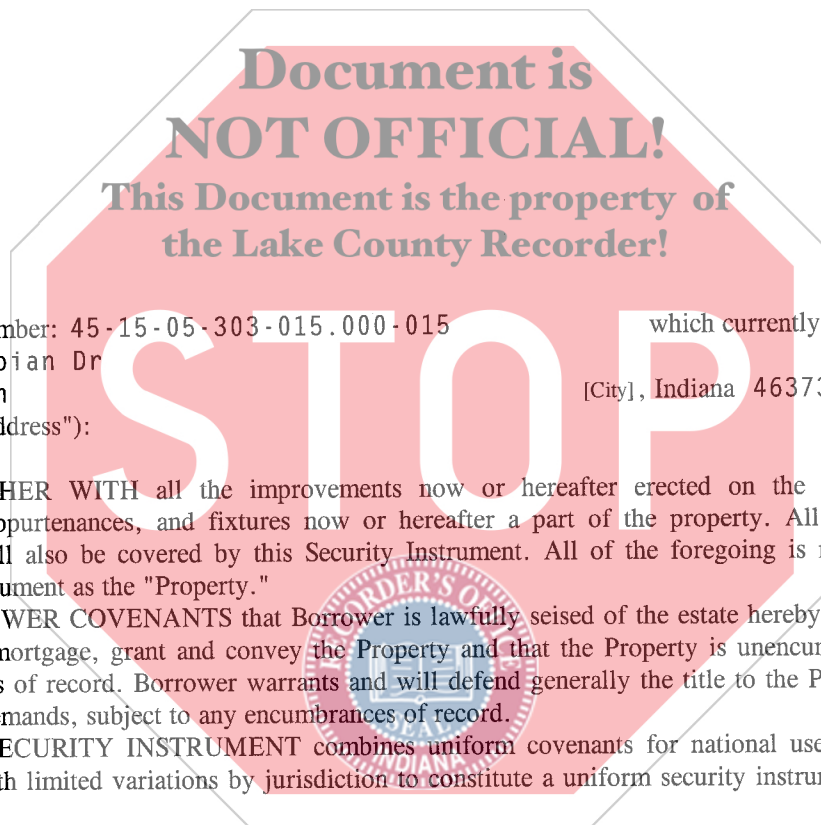 Document is
NOT OFFICIAL!
This Document is the property of
the Lake County Recorder!
STOP
mber: 45-15-05-303-015.000-015 which currently
bian Dr
n [City], Indiana 46373
ddress"):
HER WITH all the improvements now or hereafter erected on the
ppurtenances, and fixtures now or hereafter a part of the property. All
ll also be covered by this Security Instrument. All of the foregoing is r
ument as the "Property."
WER COVENANTS that Borrower is lawfully seised of the estate hereby
mortgage, grant and convey the Property and that the Property is unencum
s of record. Borrower warrants and will defend generally the title to the P
mands, subject to any encumbrances of record.
ECURITY INSTRUMENT combines uniform covenants for national use
th limited variations by jurisdiction to constitute a uniform security instrum
RECORDER'S OFFICE
SEAL
INDIANA